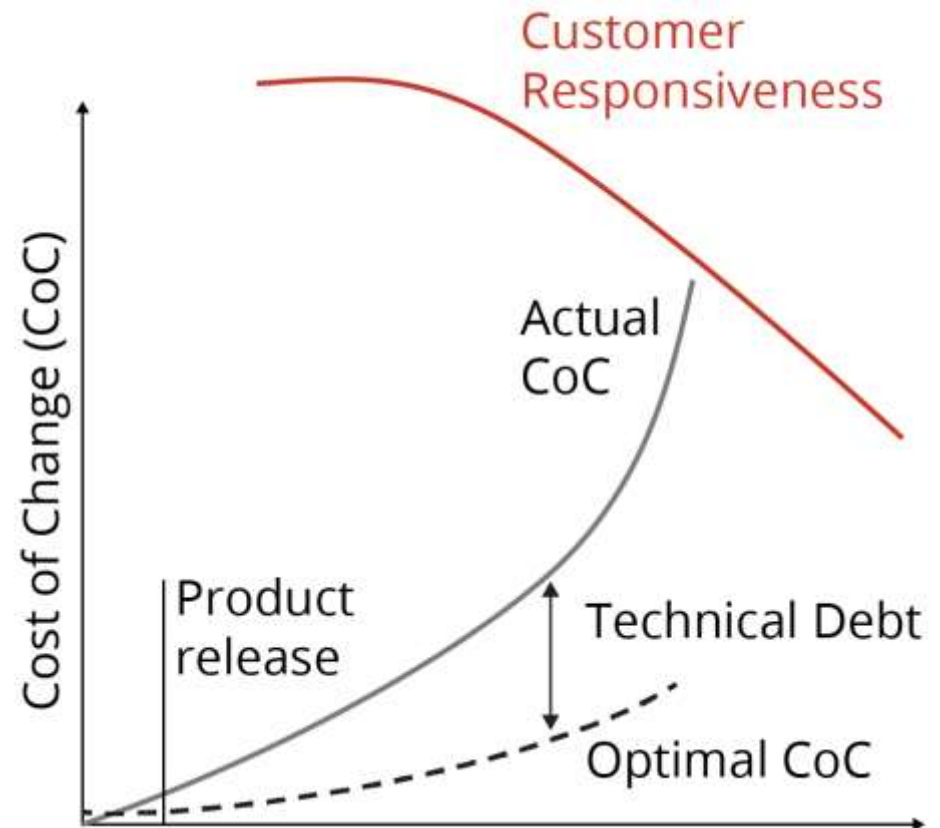 Customer
Responsiveness
Cost of Change (CoC)
Actual
CoC
Product
release
Technical Debt
Optimal CoC